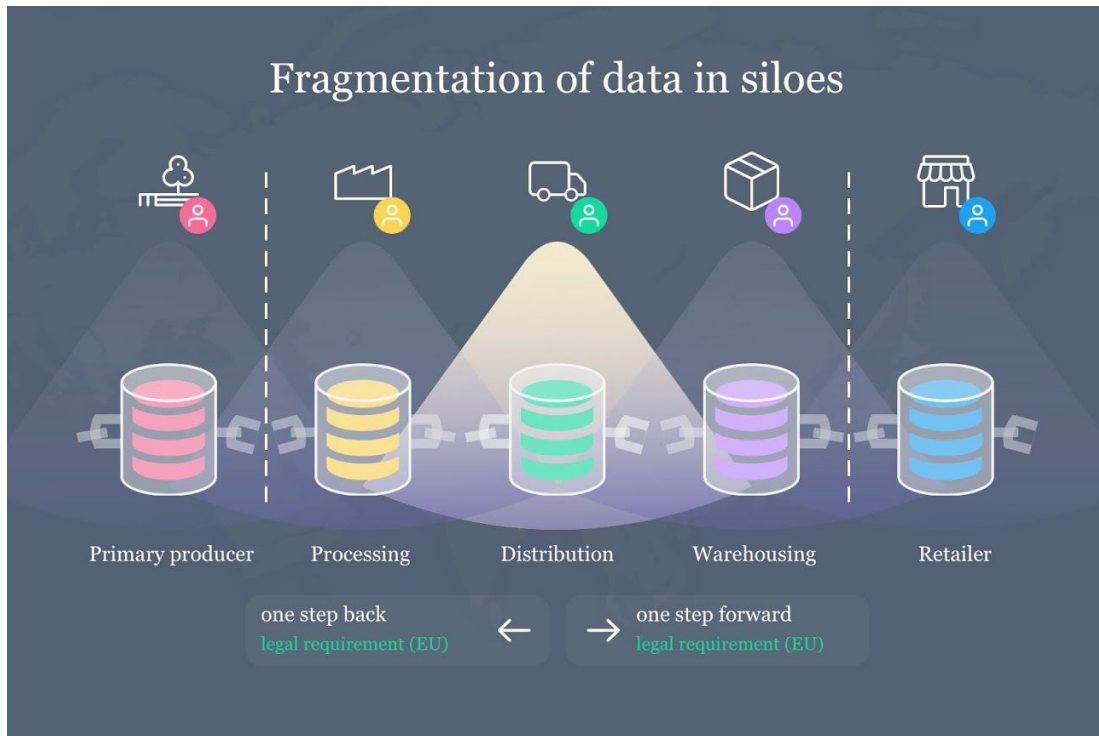 Fragmentation of data in siloes
Primary producer
Processing
Distribution
Warehousing
Retailer
one step back
legal requirement (EU)
one step forward
legal requirement (EU)